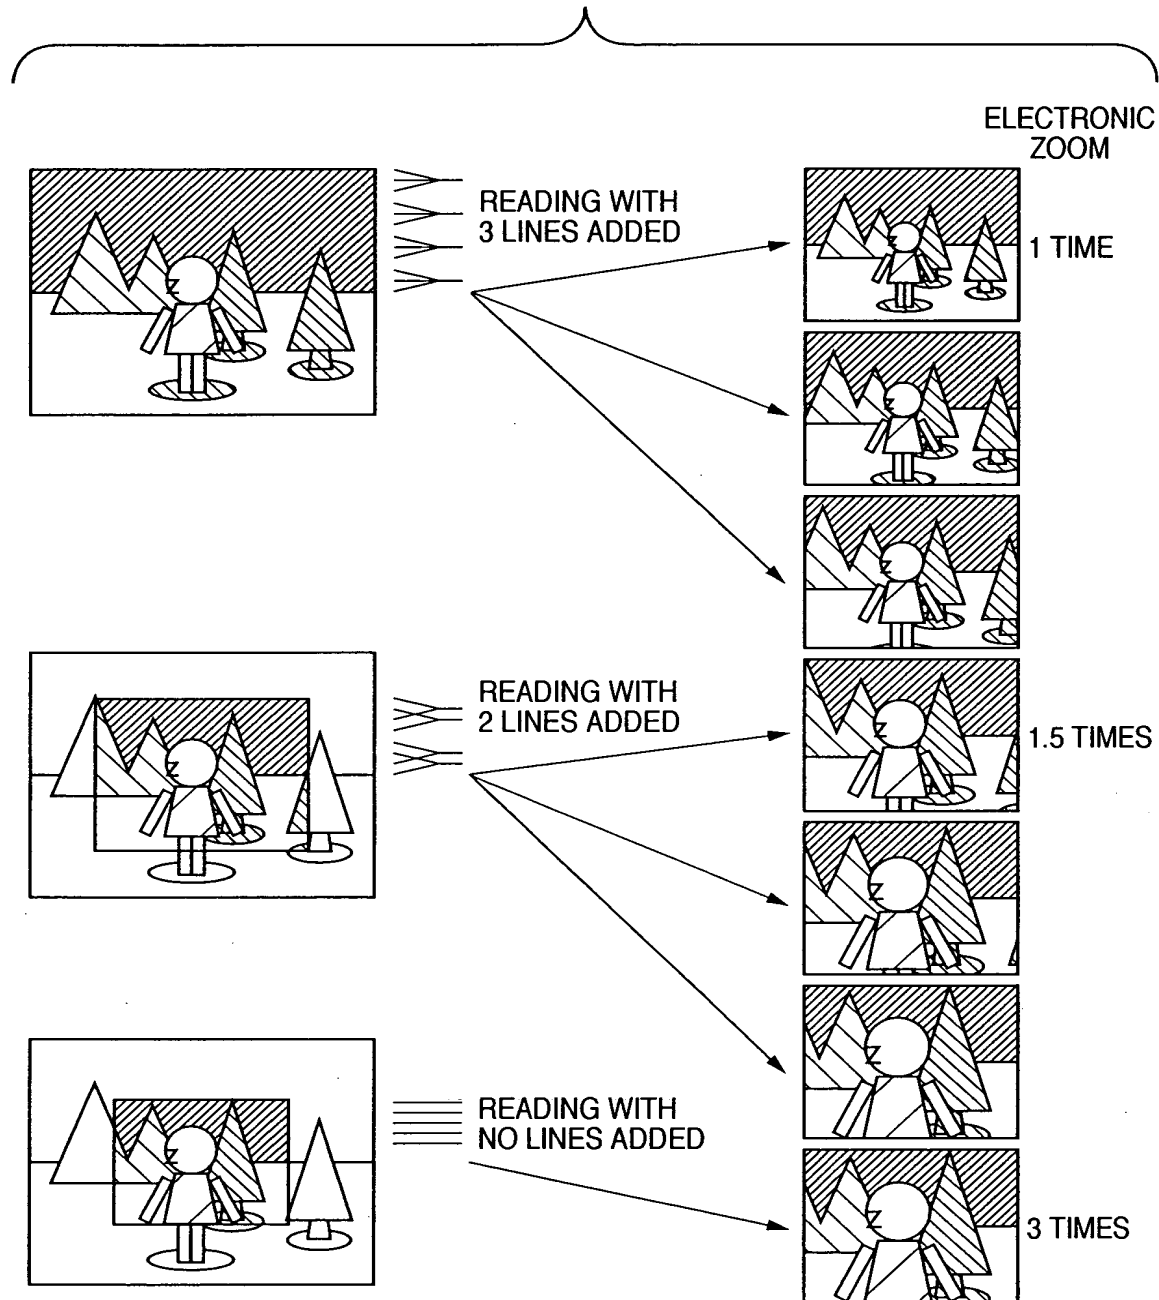 ELECTRONIC
ZOOM
READING WITH
3 LINES ADDED
1 TIME
READING WITH
2 LINES ADDED
1.5 TIMES
READING WITH
NO LINES ADDED
3 TIMES